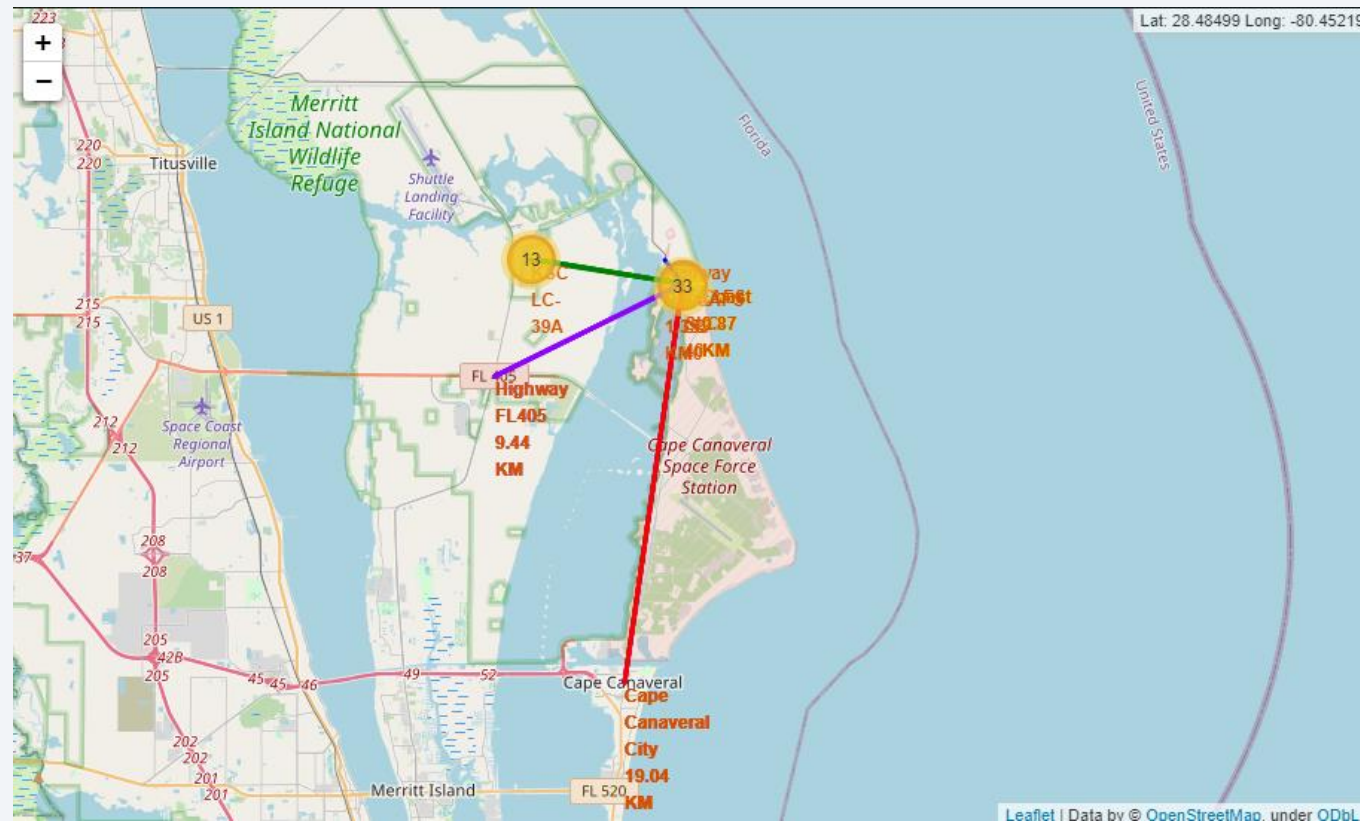 223
Lat: 28.48499 Long: -80.45219
+
−
Merritt
Island National
Wildlife
Refuge
Florida
United States
220
220
Titusville
Shuttle
Landing
Facility
13
33
LC-
39A
215
215
US 1
FL
Highway
FL405
9.44
KM
212
212
Space Coast
Regional
Airport
Cape Canaveral
Space Force
Station
37
208
208
205
42B
205
45
45
46
49
52
Cape Canaveral
Cape
Canaveral
City
19.04
KM
202
202
201
201
Merritt Island
FL 520
Leaflet | Data by © OpenStreetMap, under ODbL